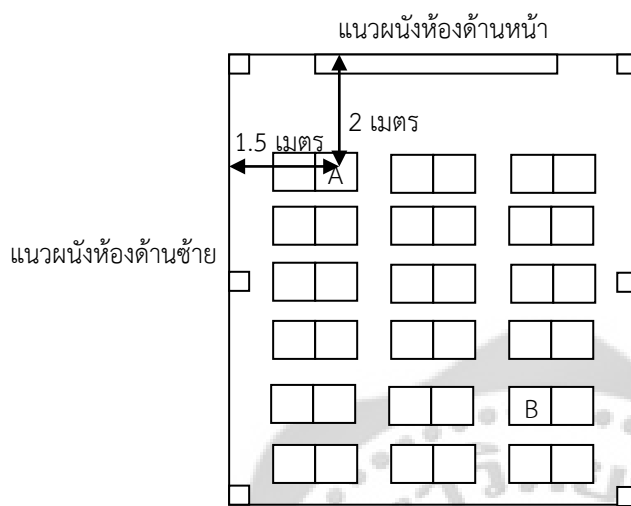 แนวผนังห้องด้านหน้า
2 เมตร
1.5 เมตร
A
แนวผนังห้องด้านซ้าย
B